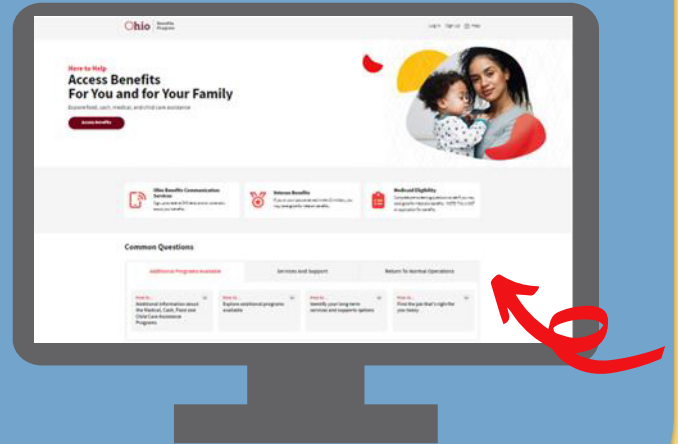 Ohio Benefits
Program
Log In Sign Up Help
Here to Help
Access Benefits
For You and for Your Family
Explore food, cash, medical, and child care assistance
Access Benefits
Ohio Benefits Communication
Services
Veterans Benefits
Medicaid Eligibility
Common Questions
Additional Programs Available
Services And Support
Return To Normal Operations
How to...
Additional information about
the Medical, Cash, Food and
Child Care Assistance
Programs
How to...
Explore additional programs
available
How to...
Identify your long term
services and supports options
How to...
Find the job that's right for
you today